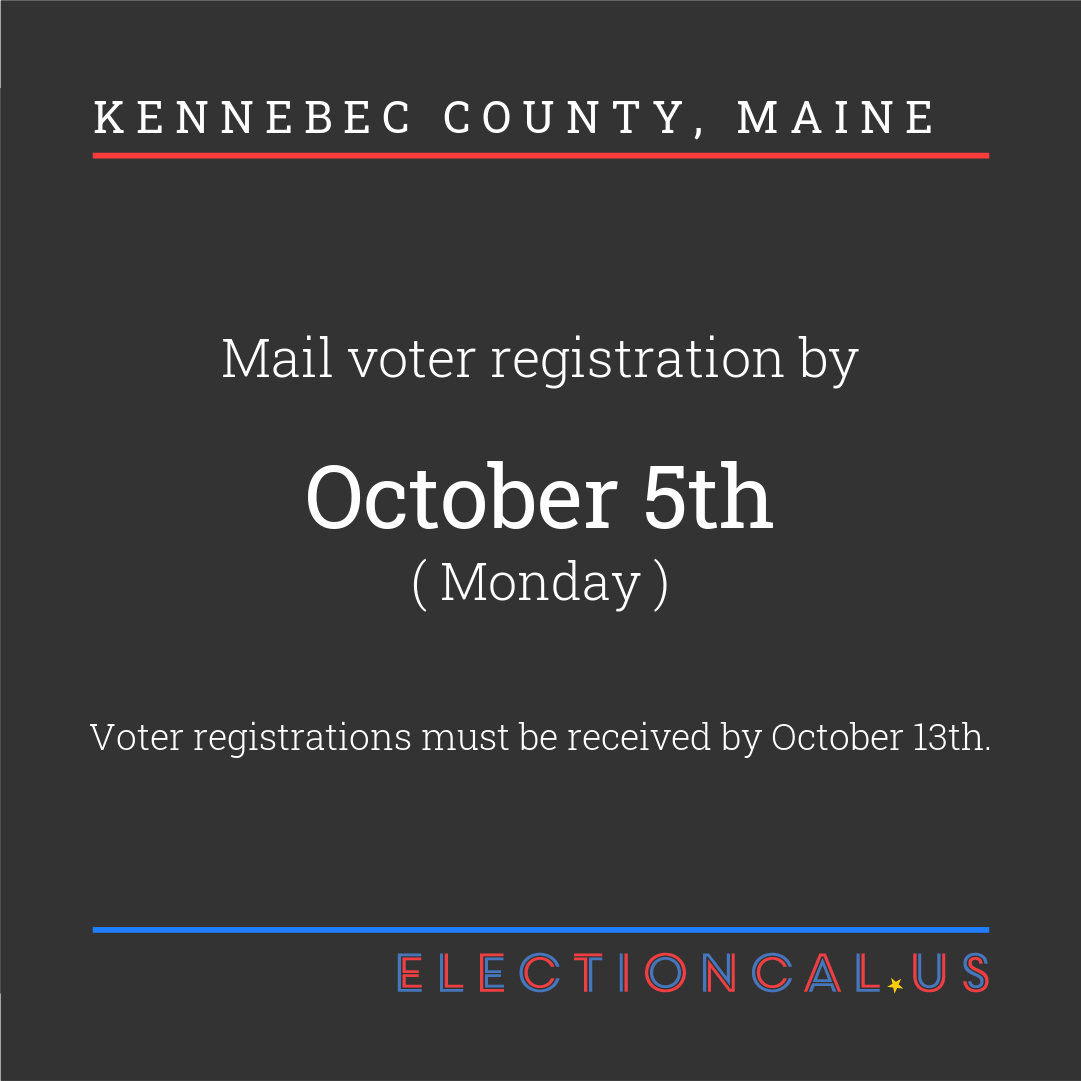 KENNEBEC COUNTY, MAINE
Mail voter registration by
October 5th
( Monday )
Voter registrations must be received by October 13th.
ELECTIONCAL.US